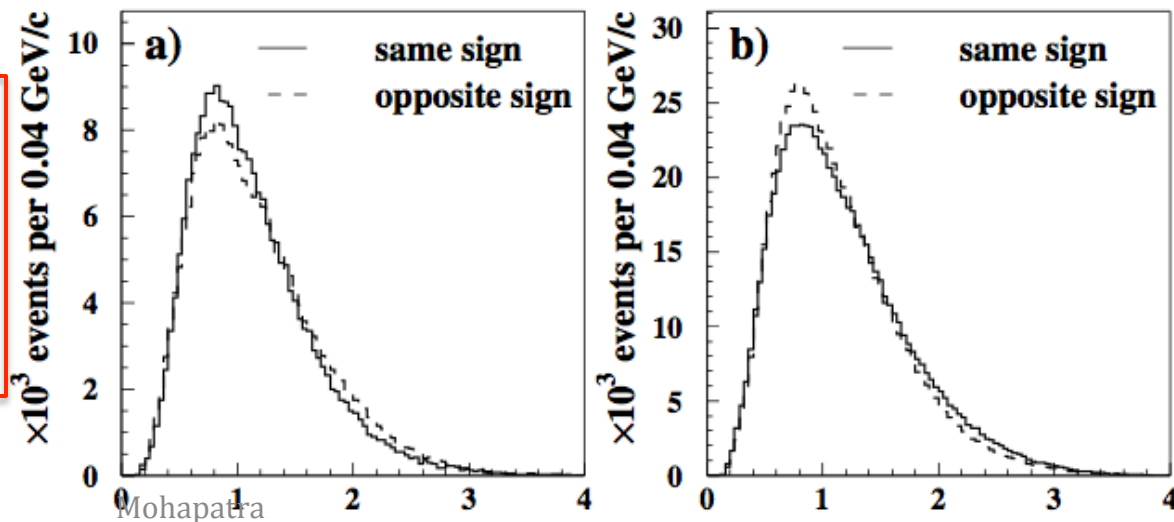 ×10³ events per 0.04 GeV/c
10
8
6
4
2
0
a)
same sign
opposite sign
0 1 2 3 4
Mohapatra
×10³ events per 0.04 GeV/c
30
25
20
15
10
5
0
b)
same sign
opposite sign
0 1 2 3 4